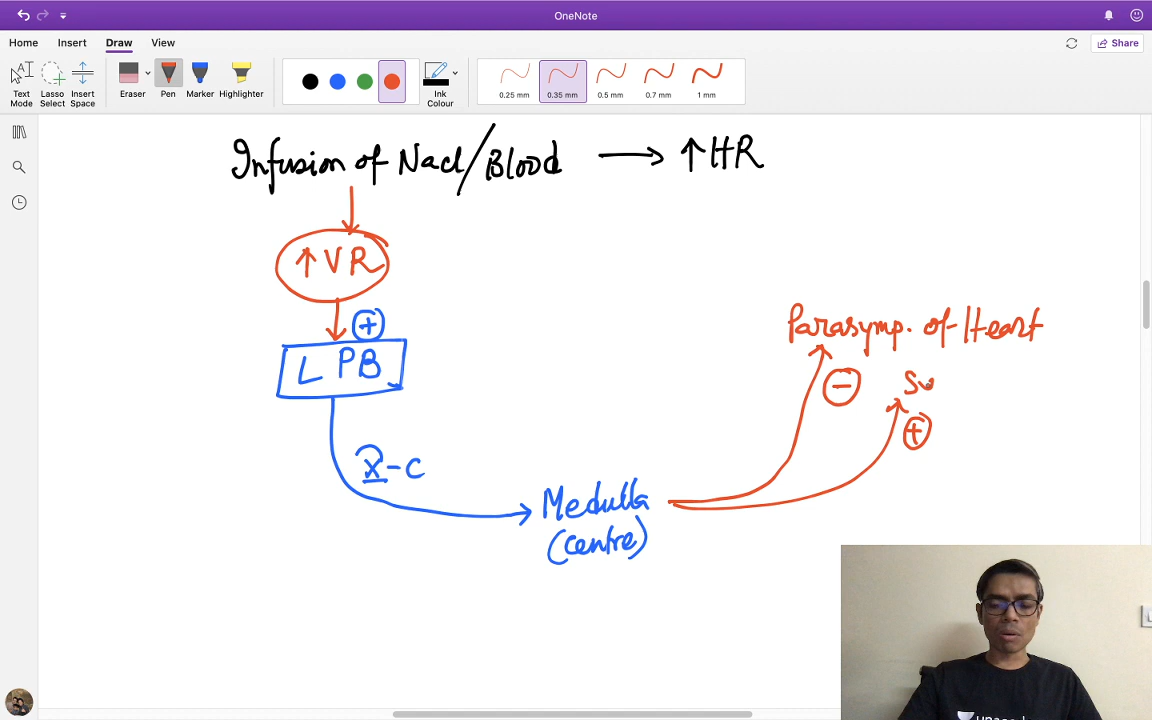 OneNote
Home Insert Draw View
Share
Text Mode
Lasso Select
Insert Space
Eraser
Pen
Marker
Highlighter
Ink Colour
0.25 mm
0.35 mm
0.5 mm
0.7 mm
1 mm
Infusion of Nacl/Blood → ↑HR
↑VR
+
LPB
Parasymp. of Heart
−
+
X-C
Medulla
(centre)